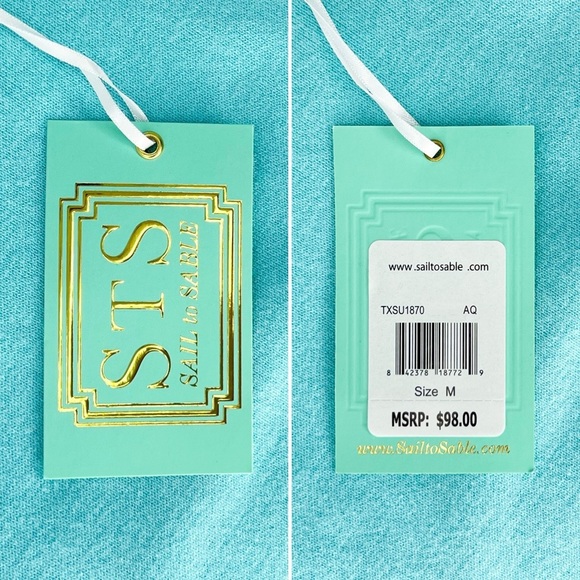 STS
SAIL to SABLE
www.sailtosable .com
TXSU1870 AQ
8 42378 18772 9
Size M
MSRP: $98.00
www.SailtoSable.com